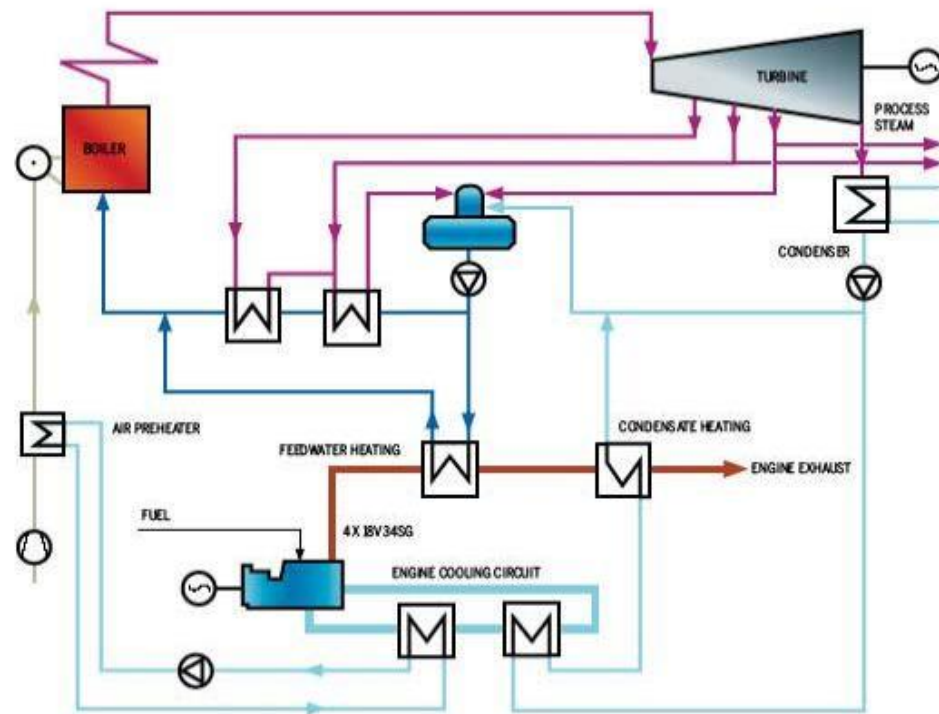 TURBINE
PROCESS
STEAM
BOILER
CONDENSER
AIR PREHEATER
CONDENSATE HEATING
FEEDWATER HEATING
ENGINE EXHAUST
FUEL
4 X 18V34SG
ENGINE COOLING CIRCUIT